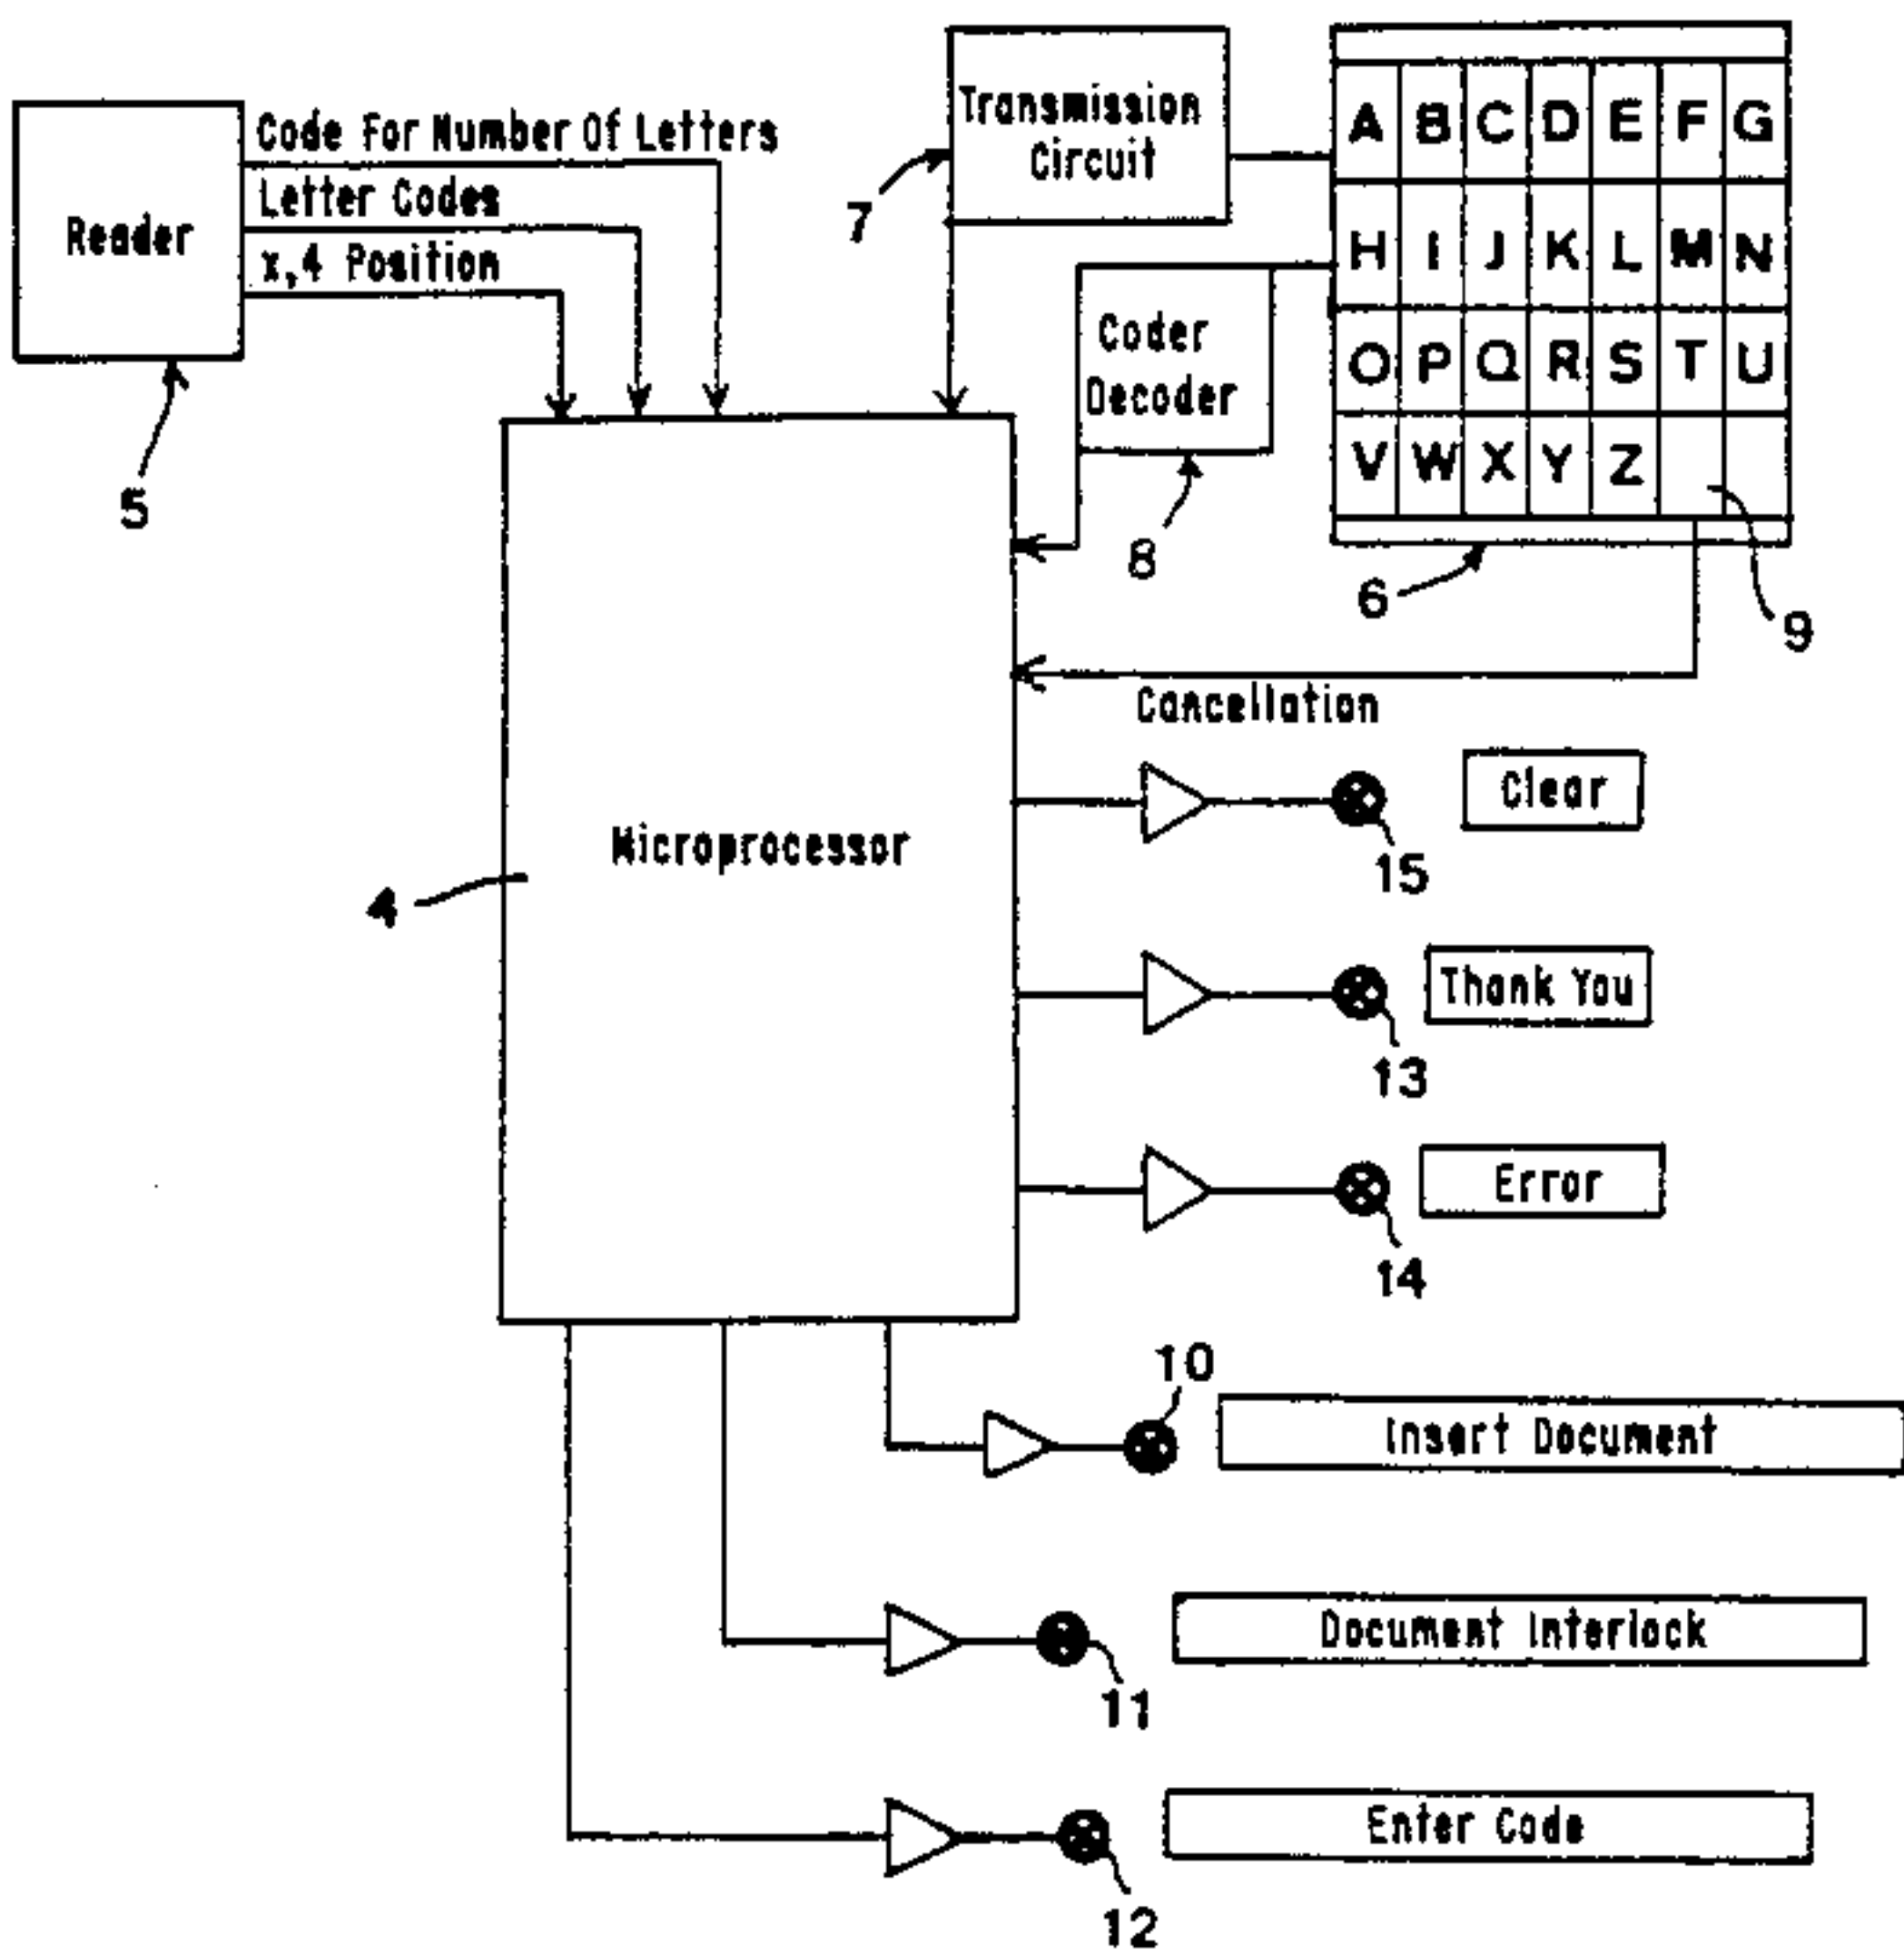 Reader
Code For Number Of Letters
Letter Codes
x,4 Position
5
Transmission
Circuit
7
Coder
Decoder
8
A B C D E F G
H I J K L M N
O P Q R S T U
V W X Y Z
6
9
Cancellation
Microprocessor
4
Clear
15
Thank You
13
Error
14
10
Insert Document
Document Interlock
11
Enter Code
12